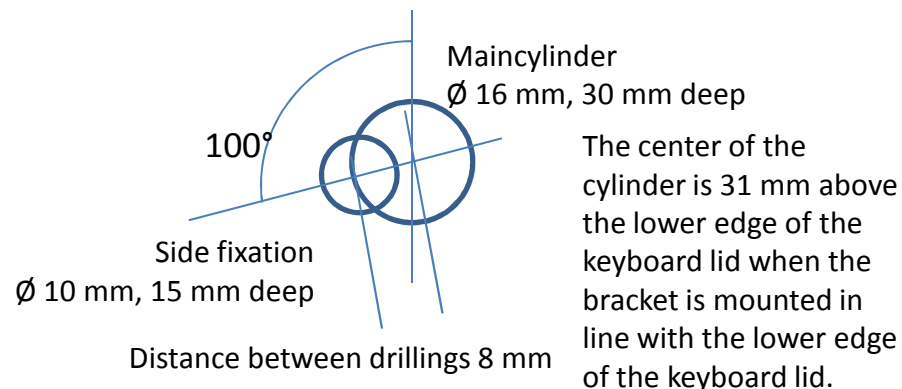 Maincylinder
Ø 16 mm, 30 mm deep
100°
The center of the
cylinder is 31 mm above
the lower edge of the
keyboard lid when the
bracket is mounted in
line with the lower edge
of the keyboard lid.
Side fixation
Ø 10 mm, 15 mm deep
Distance between drillings 8 mm